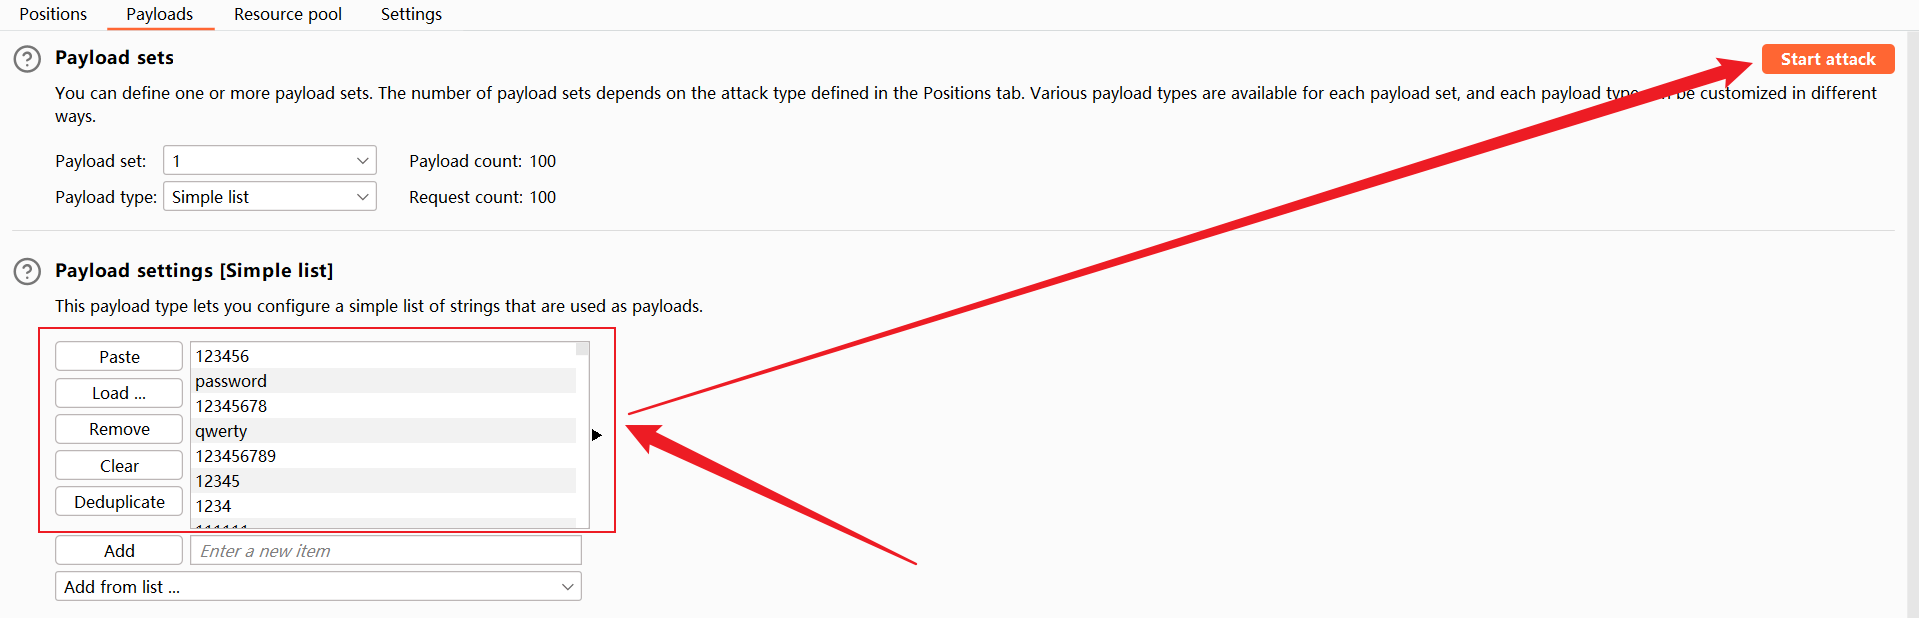 Positions Payloads Resource pool Settings
Payload sets
Start attack
You can define one or more payload sets. The number of payload sets depends on the attack type defined in the Positions tab. Various payload types are available for each payload set, and each payload type be customized in different
ways.
Payload set: 1 Payload count: 100
Payload type: Simple list Request count: 100
Payload settings [Simple list]
This payload type lets you configure a simple list of strings that are used as payloads.
Paste
Load ...
Remove
Clear
Deduplicate
123456
password
12345678
qwerty
123456789
12345
1234
111111
Add Enter a new item
Add from list ...